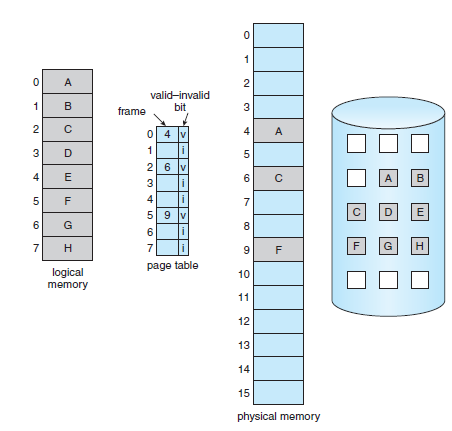 0 A
1 B
2 C
3 D
4 E
5 F
6 G
7 H
logical
memory
valid–invalid
bit
frame
0 4 v
1 i
2 6 v
3 i
4 i
5 9 v
6 i
7 i
page table
0
1
2
3
4 A
5
6 C
7
8
9 F
10
11
12
13
14
15
physical memory
A B
C D E
F G H